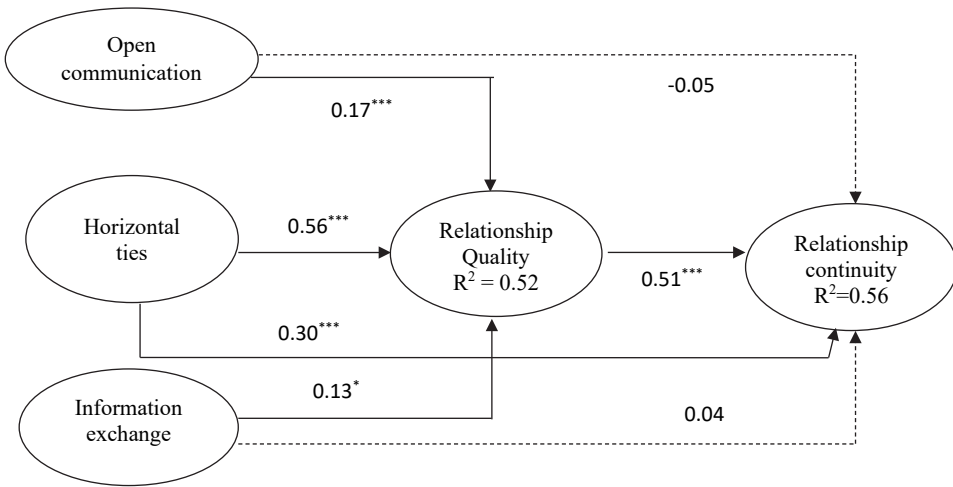 Open
communication
-0.05
0.17***
Horizontal
ties
0.56***
Relationship
Quality
R² = 0.52
0.51***
Relationship
continuity
R²=0.56
0.30***
0.13*
Information
exchange
0.04